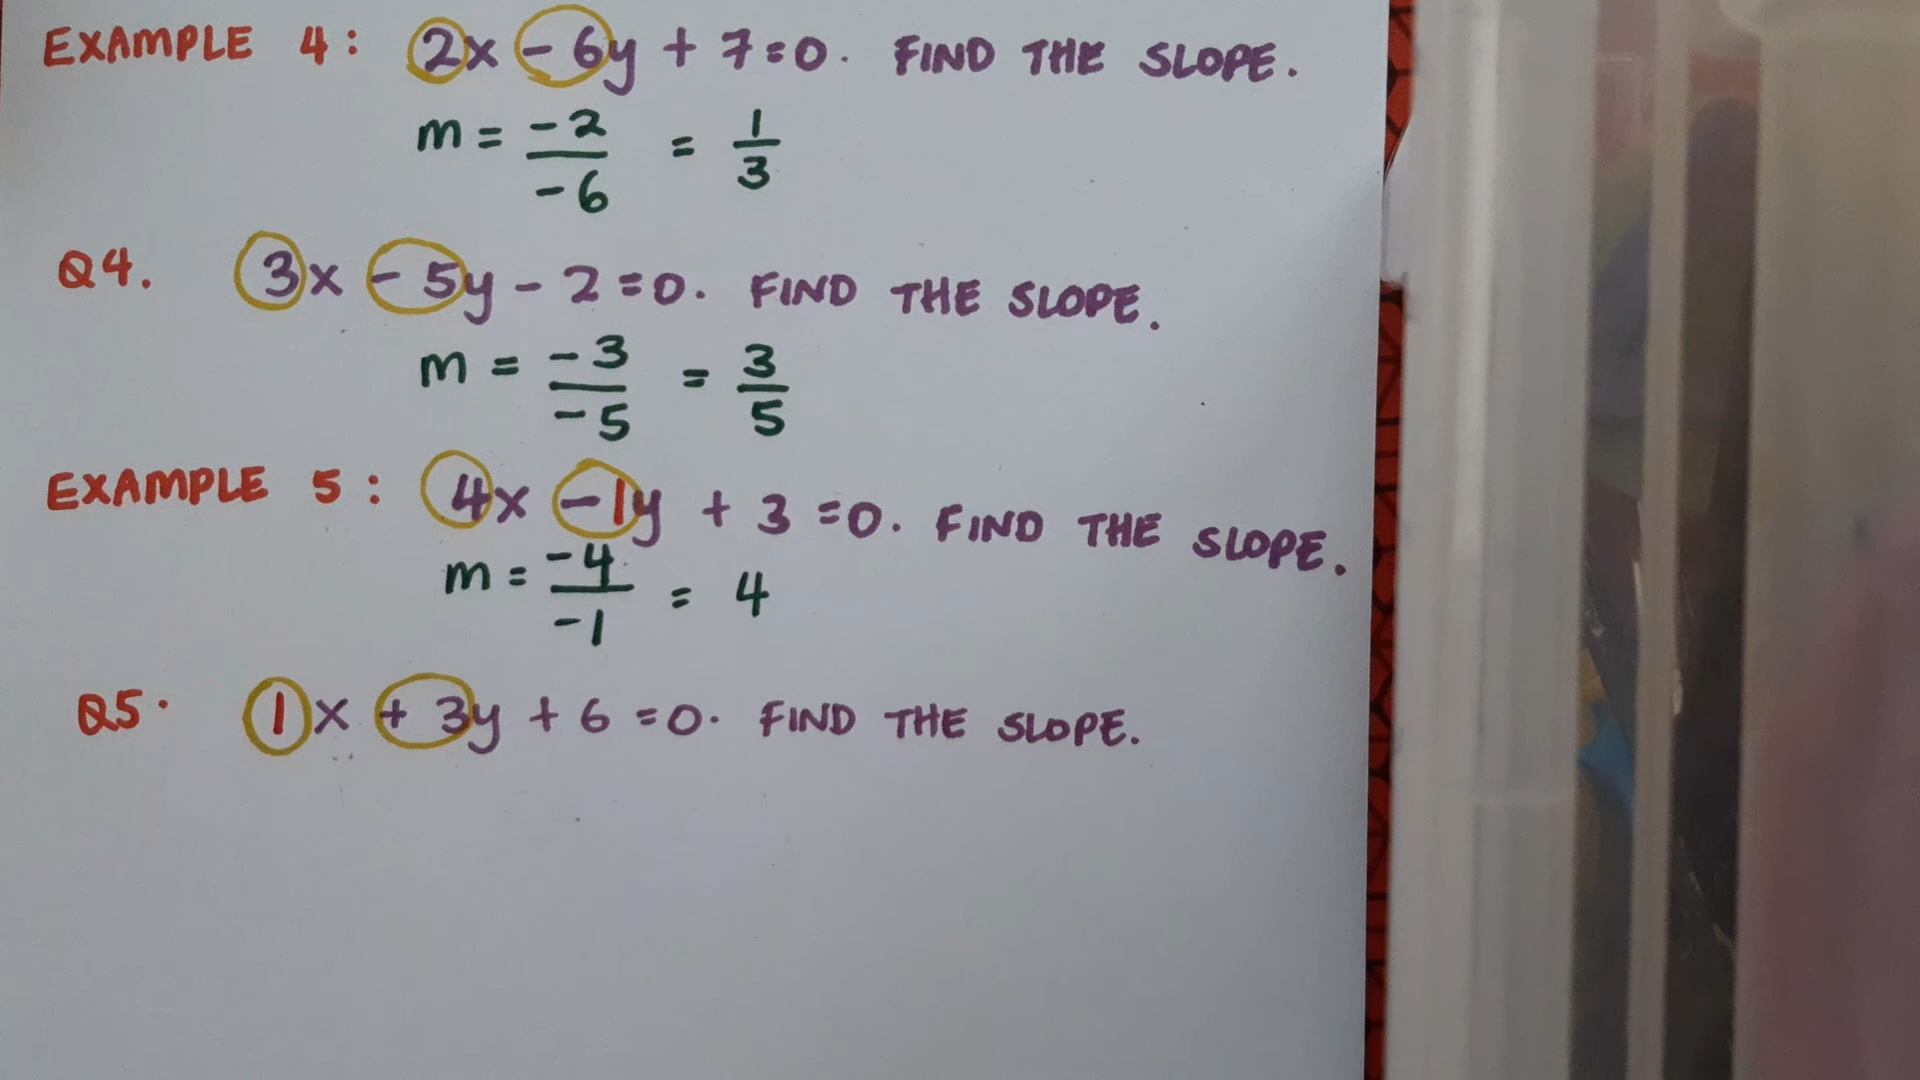 EXAMPLE 4: 2x - 6y + 7 = 0. FIND THE SLOPE.
m = -2/-6 = 1/3
Q4. 3x - 5y - 2 = 0. FIND THE SLOPE.
m = -3/-5 = 3/5
EXAMPLE 5: 4x - 1y + 3 = 0. FIND THE SLOPE.
m = -4/-1 = 4
Q5. 1x + 3y + 6 = 0. FIND THE SLOPE.